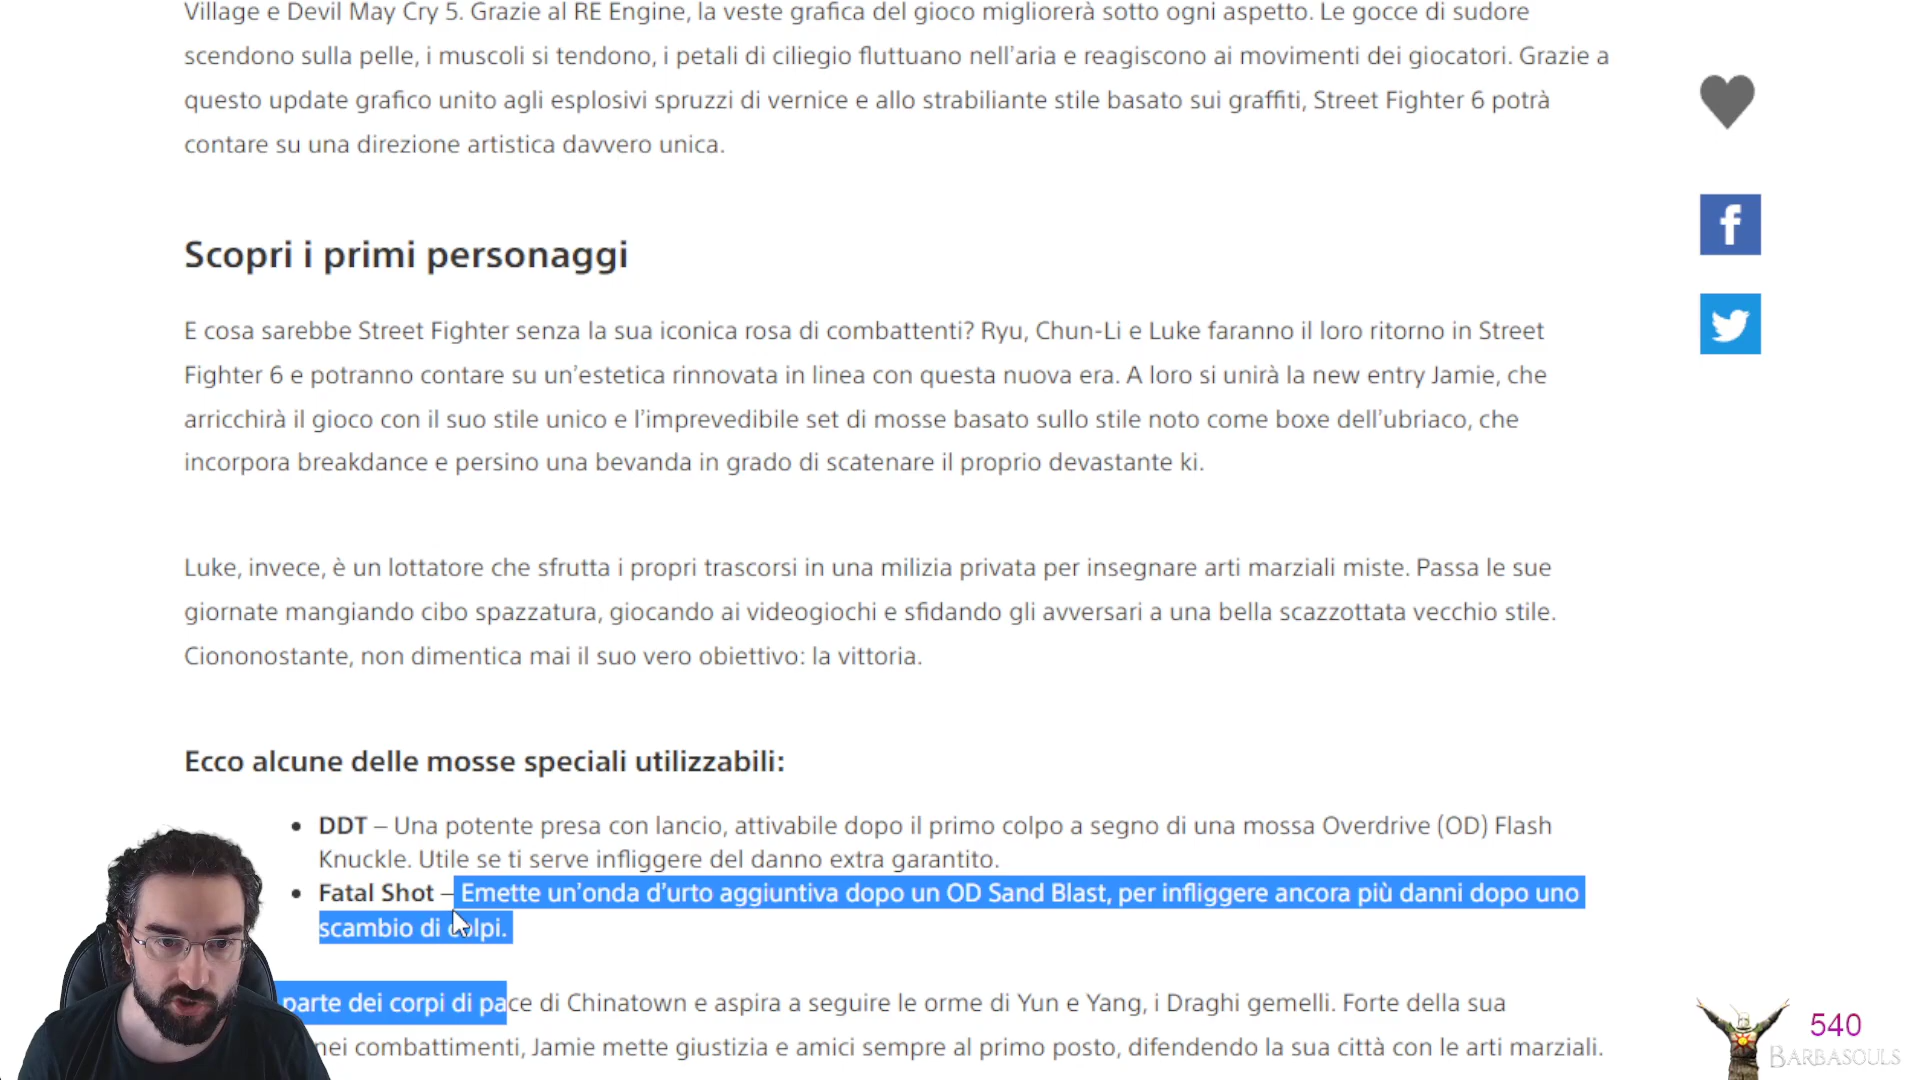 Village e Devil May Cry 5. Grazie al RE Engine, la veste grafica del gioco migliorerà sotto ogni aspetto. Le gocce di sudore
scendono sulla pelle, i muscoli si tendono, i petali di ciliegio fluttuano nell'aria e reagiscono ai movimenti dei giocatori. Grazie a
questo update grafico unito agli esplosivi spruzzi di vernice e allo strabiliante stile basato sui graffiti, Street Fighter 6 potrà
contare su una direzione artistica davvero unica.
Scopri i primi personaggi
E cosa sarebbe Street Fighter senza la sua iconica rosa di combattenti? Ryu, Chun-Li e Luke faranno il loro ritorno in Street
Fighter 6 e potranno contare su un'estetica rinnovata in linea con questa nuova era. A loro si unirà la new entry Jamie, che
arricchirà il gioco con il suo stile unico e l'imprevedibile set di mosse basato sullo stile noto come boxe dell'ubriaco, che
incorpora breakdance e persino una bevanda in grado di scatenare il proprio devastante ki.
Luke, invece, è un lottatore che sfrutta i propri trascorsi in una milizia privata per insegnare arti marziali miste. Passa le sue
giornate mangiando cibo spazzatura, giocando ai videogiochi e sfidando gli avversari a una bella scazzottata vecchio stile.
Ciononostante, non dimentica mai il suo vero obiettivo: la vittoria.
Ecco alcune delle mosse speciali utilizzabili:
• DDT – Una potente presa con lancio, attivabile dopo il primo colpo a segno di una mossa Overdrive (OD) Flash
Knuckle. Utile se ti serve infliggere del danno extra garantito.
• Fatal Shot – Emette un'onda d'urto aggiuntiva dopo un OD Sand Blast, per infliggere ancora più danni dopo uno
scambio di colpi.
parte dei corpi di pace di Chinatown e aspira a seguire le orme di Yun e Yang, i Draghi gemelli. Forte della sua
nei combattimenti, Jamie mette giustizia e amici sempre al primo posto, difendendo la sua città con le arti marziali.
540
BARBASOULS